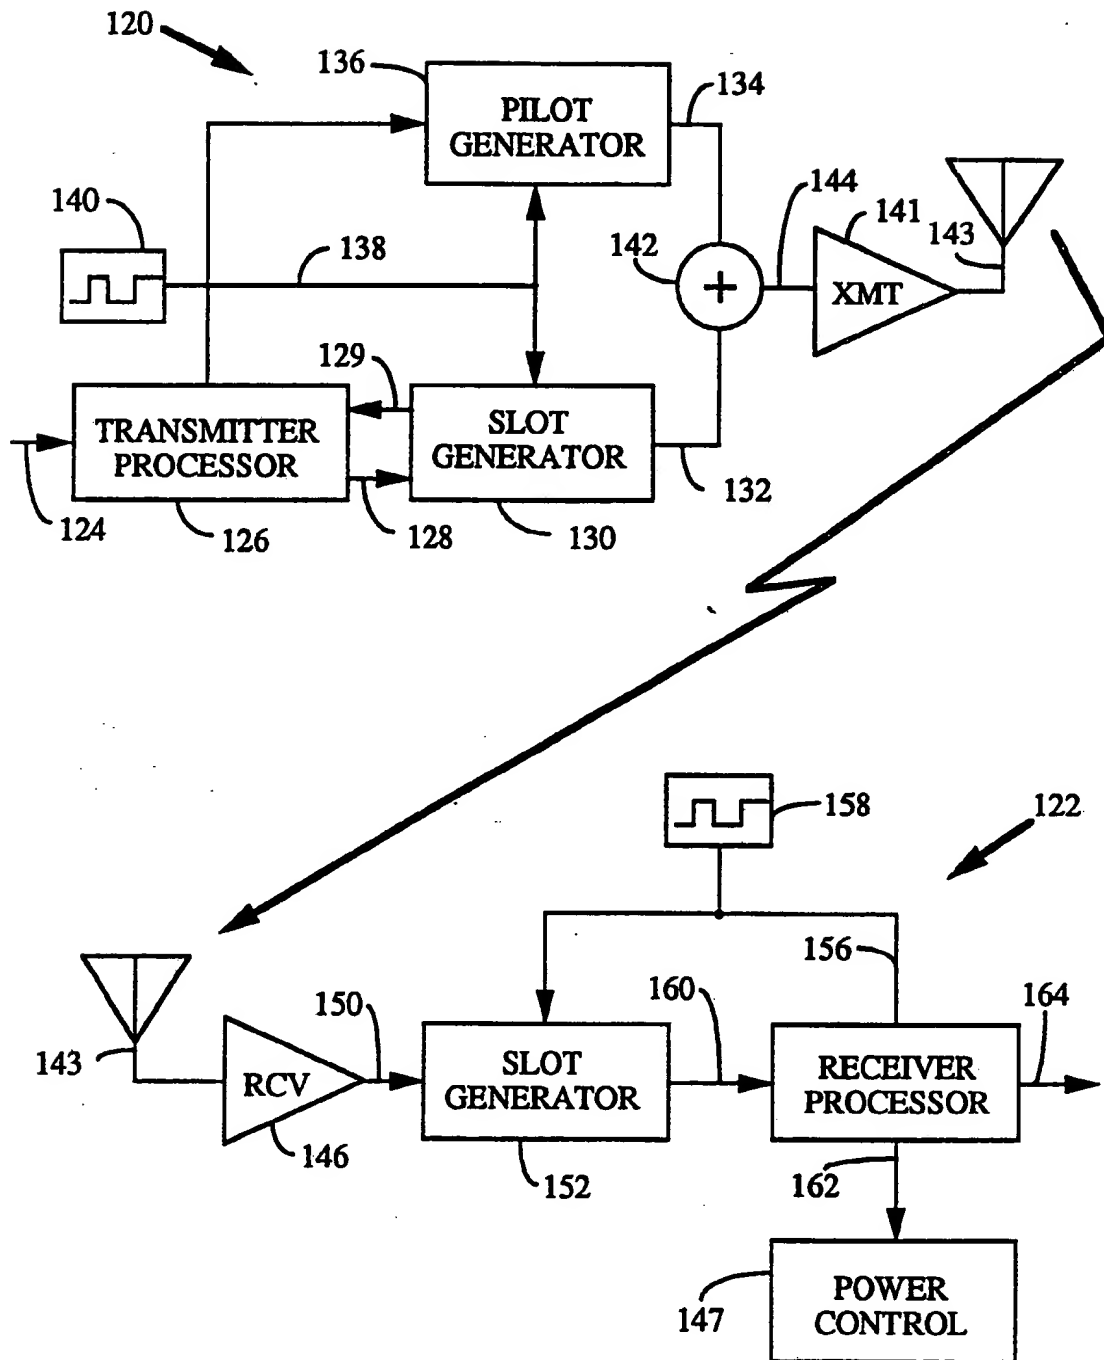 120
136
PILOT
GENERATOR
134
140
138
142
144
141
143
XMT
129
TRANSMITTER
PROCESSOR
SLOT
GENERATOR
132
124
126
128
130
158
122
156
160
164
150
143
RCV
SLOT
GENERATOR
RECEIVER
PROCESSOR
146
152
162
147
POWER
CONTROL